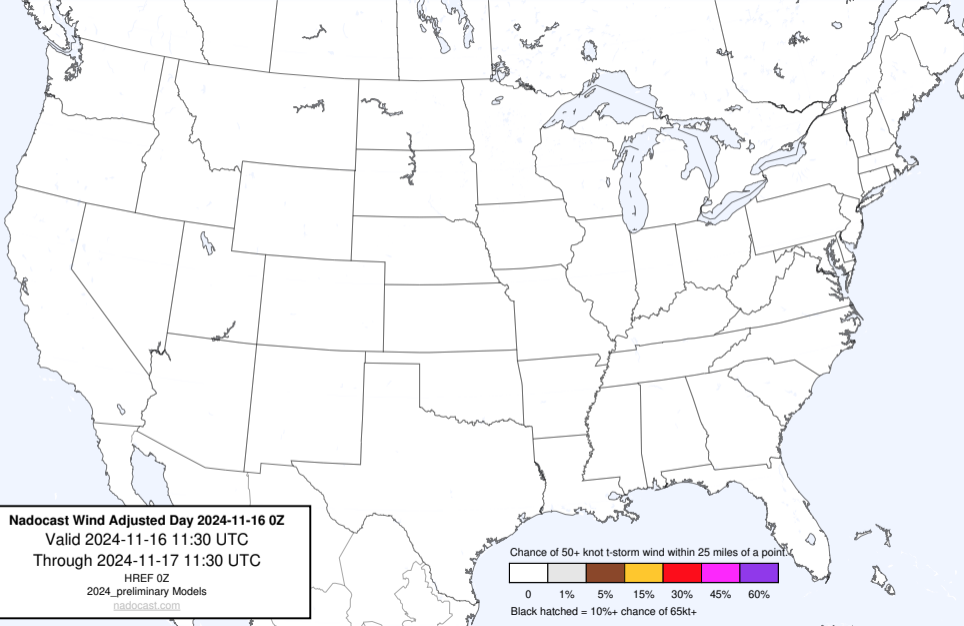 Nadocast Wind Adjusted Day 2024-11-16 0Z
Valid 2024-11-16 11:30 UTC
Through 2024-11-17 11:30 UTC
HREF 0Z
2024_preliminary Models
nadocast.com
Chance of 50+ knot t-storm wind within 25 miles of a point.
0 1% 5% 15% 30% 45% 60%
Black hatched = 10%+ chance of 65kt+